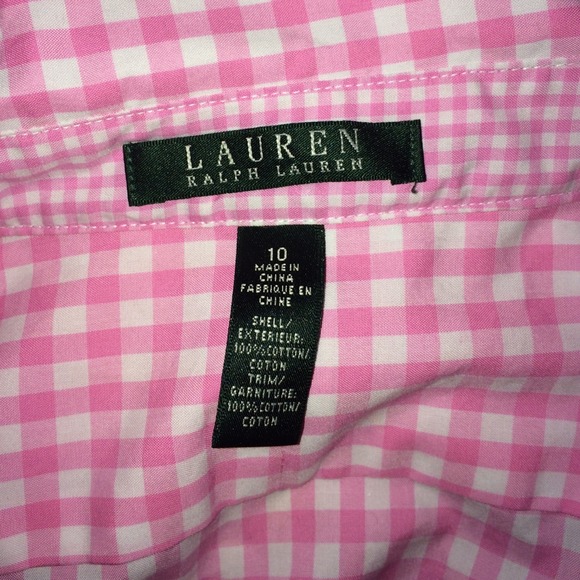 LAUREN
RALPH LAUREN
10
MADE IN
CHINA
FABRIQUE EN
CHINE
SHELL/
EXTERIEUR:
100%COTTON/
COTON
TRIM/
GARNITURE:
100%COTTON/
COTON